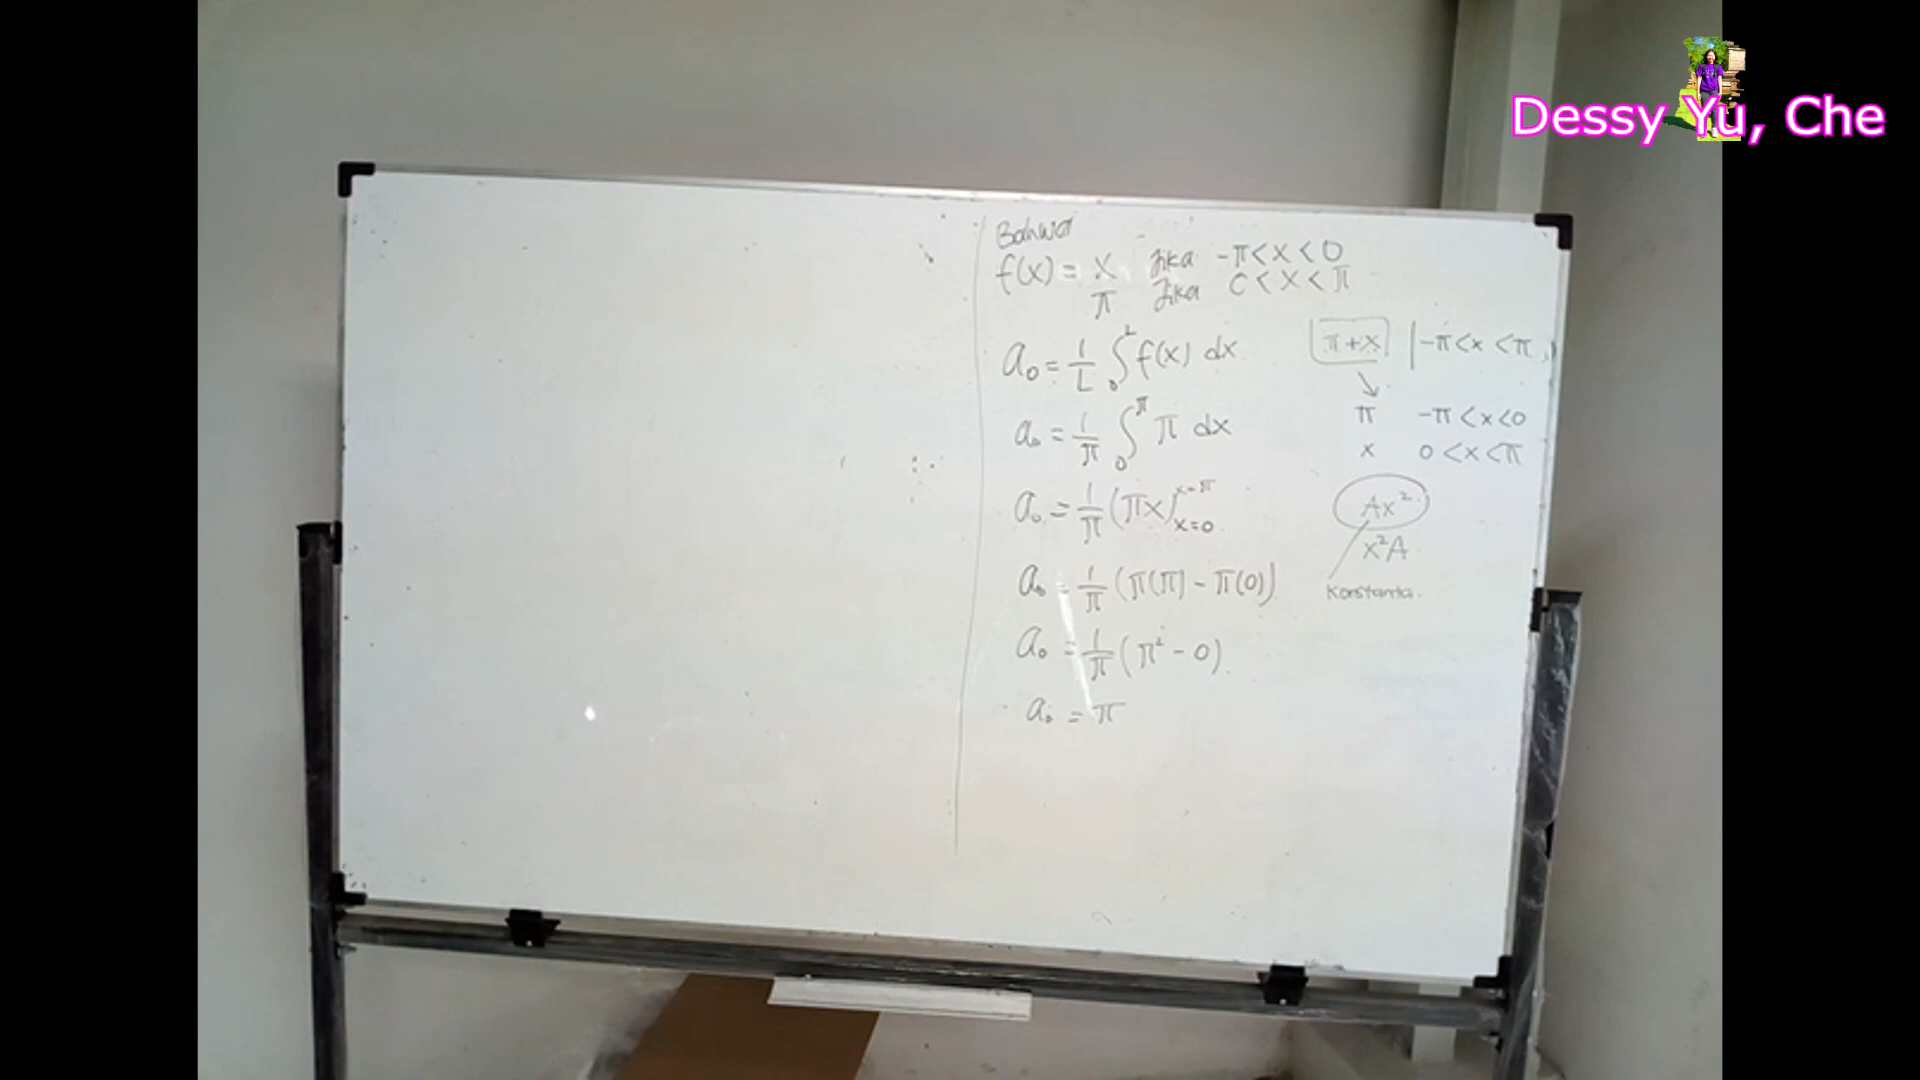 Dessy Yu, Che
Bahwa
f(x) = x jika -π < x < 0
π jika 0 < x < π
a₀ = 1/L ∫₀ᴸ f(x) dx
a₀ = 1/π ∫₀^π π dx
a₀ = 1/π (πx)|ₓ₌₀^x=π
a₀ = 1/π (π(π) - π(0))
a₀ = 1/π (π² - 0)
a₀ = π
π+x | -π < x < π
π -π < x < 0
x 0 < x < π
Ax²
x²A
Konstanta